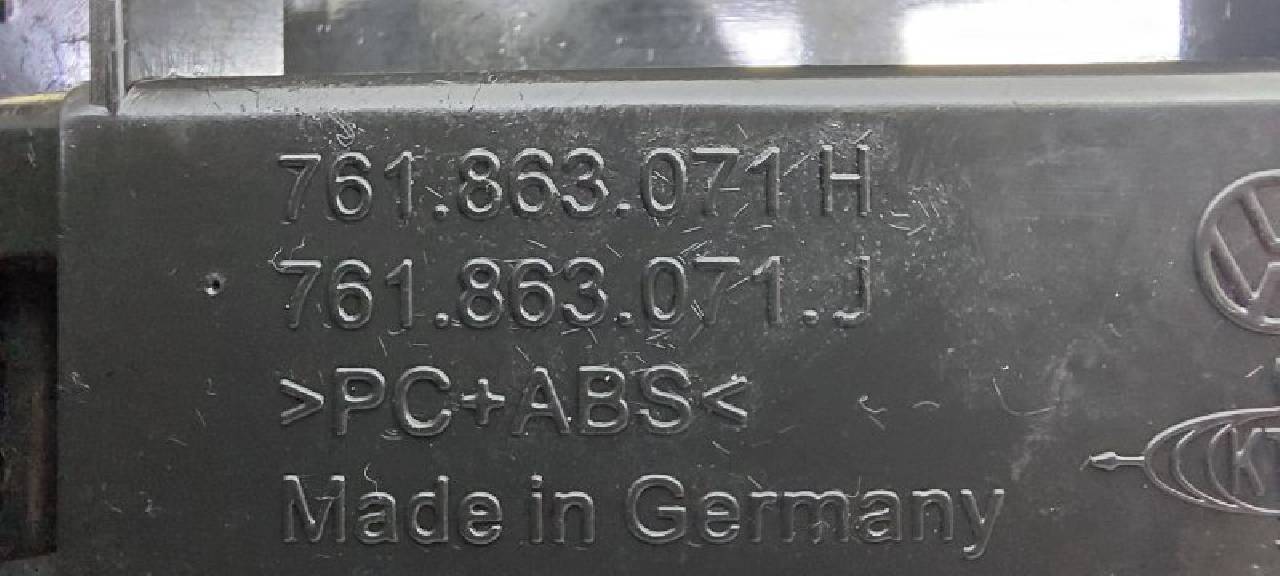 761.863.071 H
761.863.071.J
>PC+ABS<
Made in Germany